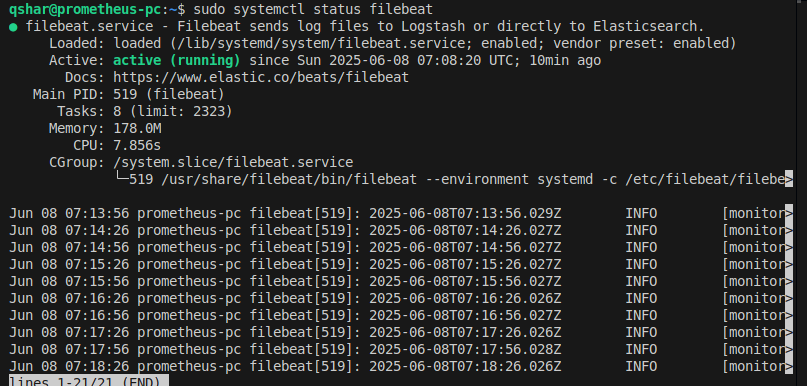 qshar@prometheus-pc:~$ sudo systemctl status filebeat
● filebeat.service - Filebeat sends log files to Logstash or directly to Elasticsearch.
     Loaded: loaded (/lib/systemd/system/filebeat.service; enabled; vendor preset: enabled)
     Active: active (running) since Sun 2025-06-08 07:08:20 UTC; 10min ago
       Docs: https://www.elastic.co/beats/filebeat
   Main PID: 519 (filebeat)
      Tasks: 8 (limit: 2323)
     Memory: 178.0M
        CPU: 7.856s
     CGroup: /system.slice/filebeat.service
             └─519 /usr/share/filebeat/bin/filebeat --environment systemd -c /etc/filebeat/filebe>

Jun 08 07:13:56 prometheus-pc filebeat[519]: 2025-06-08T07:13:56.029Z        INFO        [monitor>
Jun 08 07:14:26 prometheus-pc filebeat[519]: 2025-06-08T07:14:26.027Z        INFO        [monitor>
Jun 08 07:14:56 prometheus-pc filebeat[519]: 2025-06-08T07:14:56.027Z        INFO        [monitor>
Jun 08 07:15:26 prometheus-pc filebeat[519]: 2025-06-08T07:15:26.027Z        INFO        [monitor>
Jun 08 07:15:56 prometheus-pc filebeat[519]: 2025-06-08T07:15:56.027Z        INFO        [monitor>
Jun 08 07:16:26 prometheus-pc filebeat[519]: 2025-06-08T07:16:26.026Z        INFO        [monitor>
Jun 08 07:16:56 prometheus-pc filebeat[519]: 2025-06-08T07:16:56.027Z        INFO        [monitor>
Jun 08 07:17:26 prometheus-pc filebeat[519]: 2025-06-08T07:17:26.026Z        INFO        [monitor>
Jun 08 07:17:56 prometheus-pc filebeat[519]: 2025-06-08T07:17:56.028Z        INFO        [monitor>
Jun 08 07:18:26 prometheus-pc filebeat[519]: 2025-06-08T07:18:26.026Z        INFO        [monitor>
lines 1-21/21 (END)